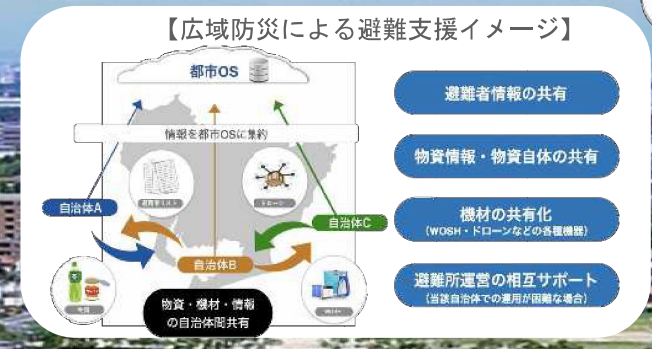 【広域防災による避難支援イメージ】
都市OS
情報を都市OSに集約
避難者リスト
ドローン
自治体A
自治体C
自治体B
物資・機材・情報
の自治体間共有
避難者情報の共有
物資情報・物資自体の共有
機材の共有化
(WOSH・ドローンなどの各種機器)
避難所運営の相互サポート
(当該自治体での運用が困難な場合)